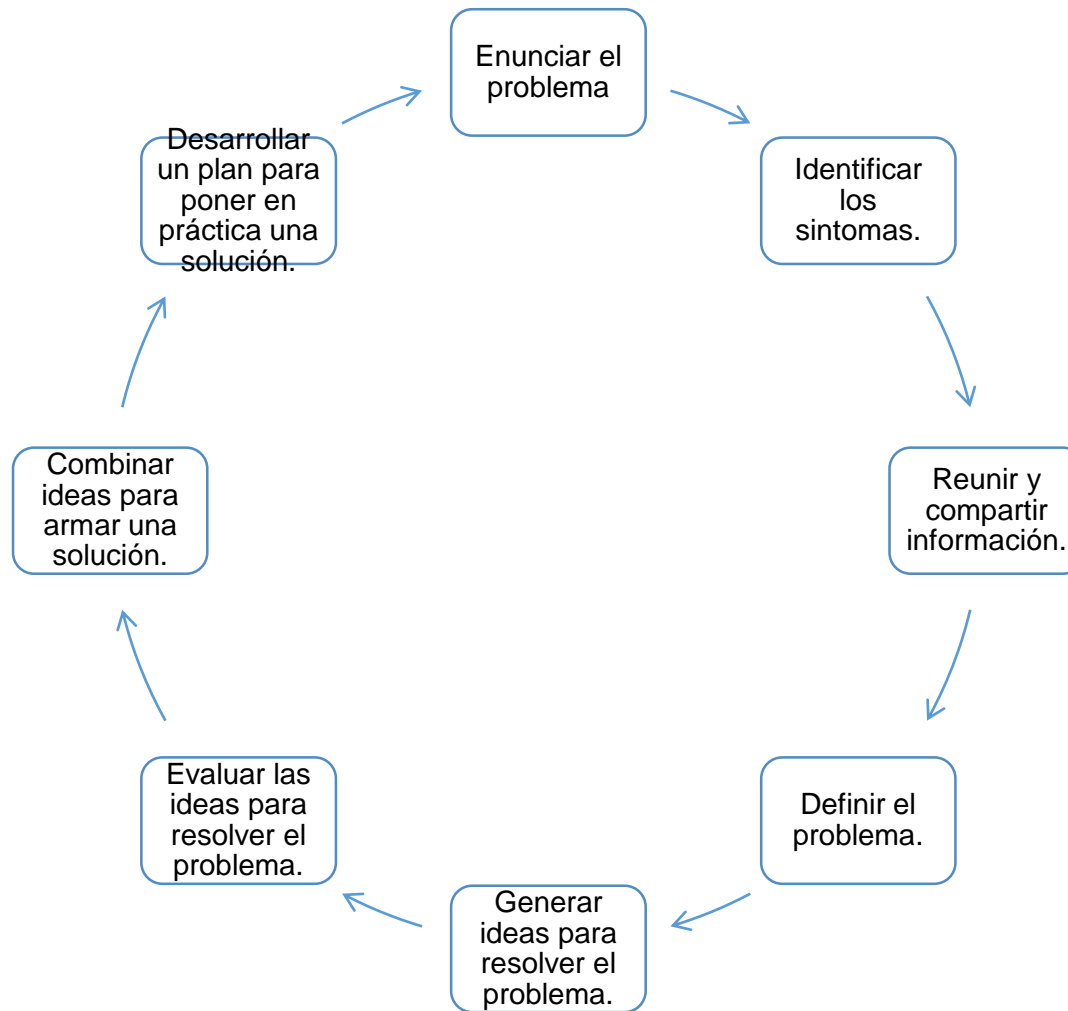 Enunciar el
problema
Identificar
los
sintomas.
Reunir y
compartir
información.
Definir el
problema.
Generar
ideas para
resolver el
problema.
Evaluar las
ideas para
resolver el
problema.
Combinar
ideas para
armar una
solución.
Desarrollar
un plan para
poner en
práctica una
solución.